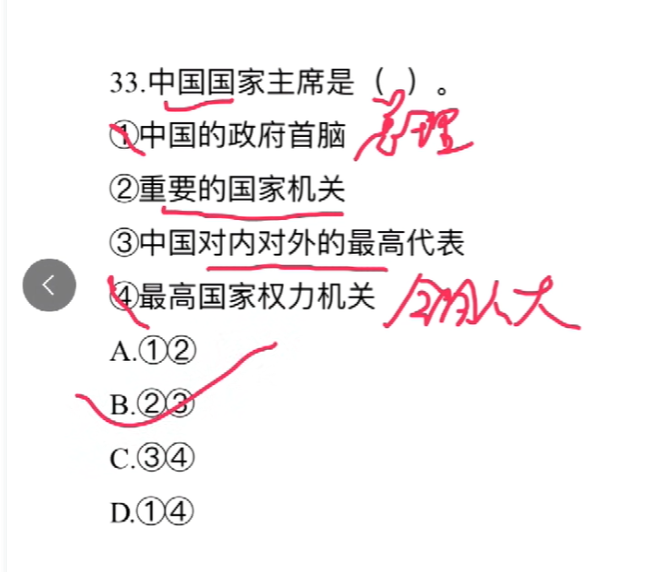 33.中国国家主席是（ ）。
①中国的政府首脑 总理
②重要的国家机关
③中国对内对外的最高代表
④最高国家权力机关 全国人大
A.①②
B.②③
C.③④
D.①④